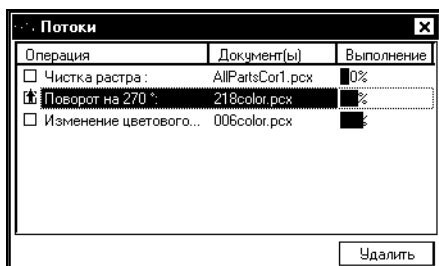 Потоки
Операция Документ(ы) Выполнение
Чистка растра : AllPartsCor1.pcx 0%
Поворот на 270 °: 218color.pcx %
Изменение цветового... 006color.pcx %
Удалить